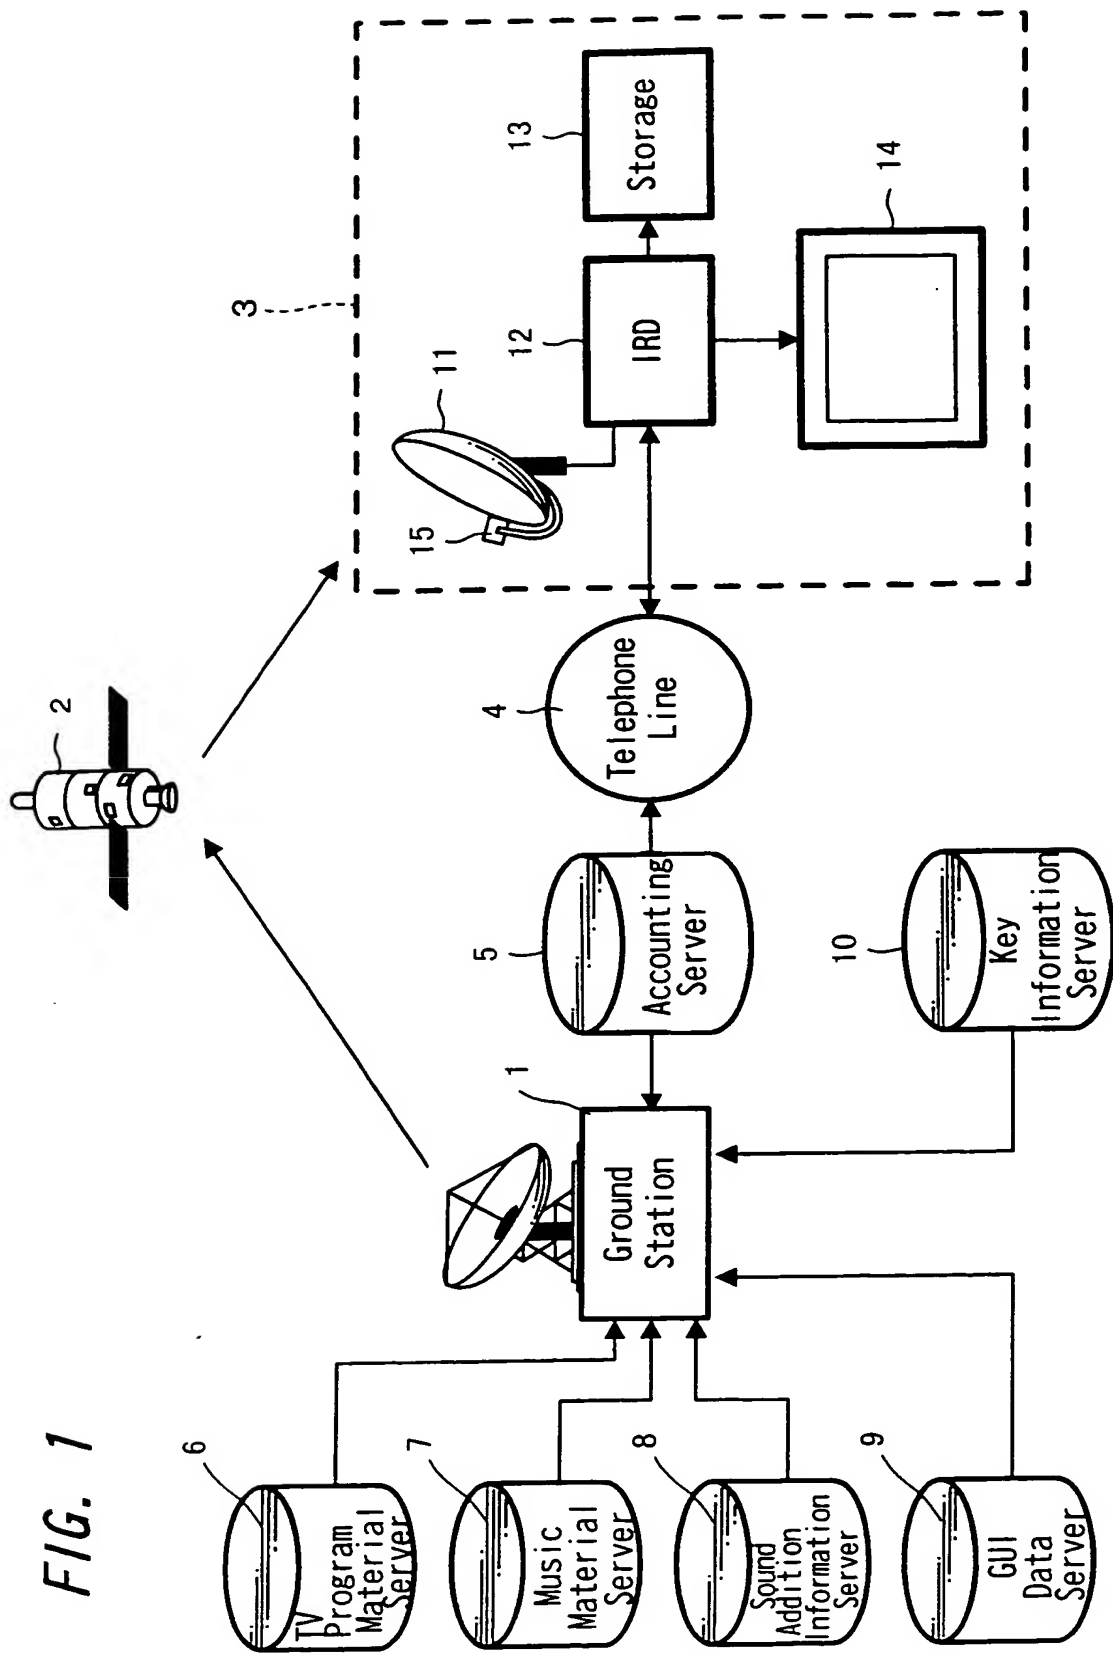 FIG. 1
2
3
11
15
12
IRD
13
Storage
14
4
Telephone
Line
5
Accounting
Server
1
Ground
Station
10
Key
Information
Server
6
TV
Program
Material
Server
7
Music
Material
Server
8
Sound
Addition
Information
Server
9
GUI
Data
Server